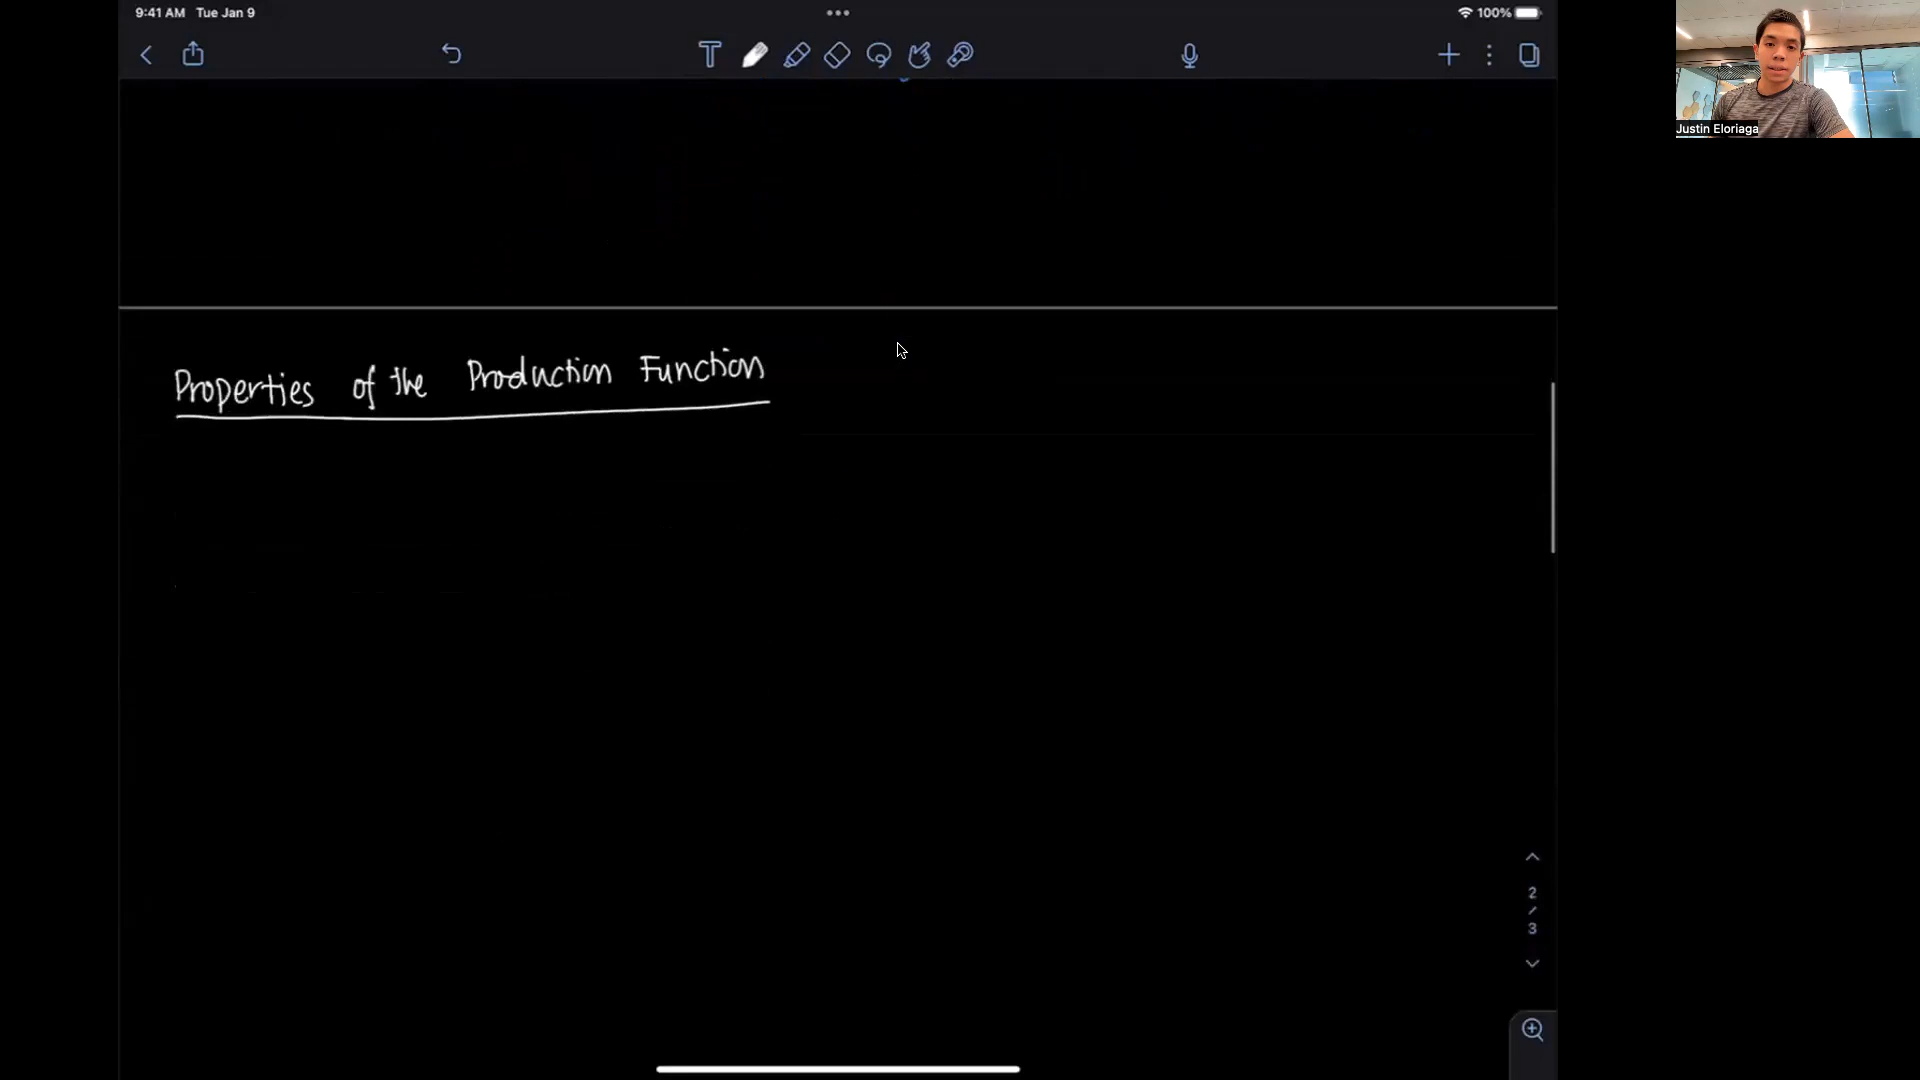 9:41 AM Tue Jan 9
100%
T
Justin Eloriaga
Properties of the Production Function
2
/
3